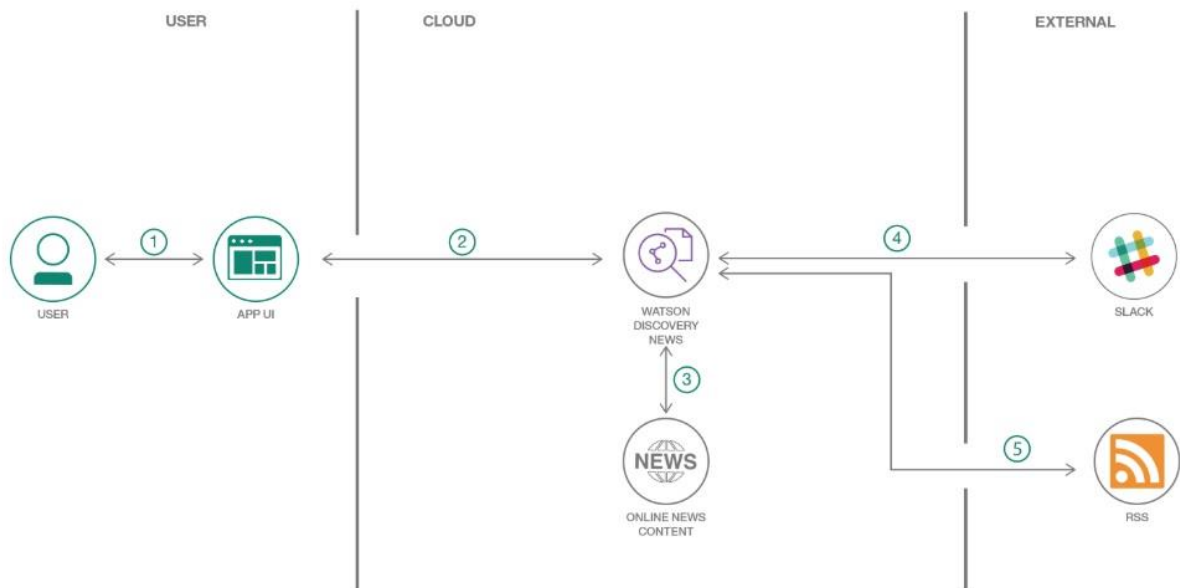 USER
CLOUD
EXTERNAL
1
2
4
USER
APP UI
WATSON
DISCOVERY
NEWS
SLACK
3
NEWS
5
ONLINE NEWS
CONTENT
RSS